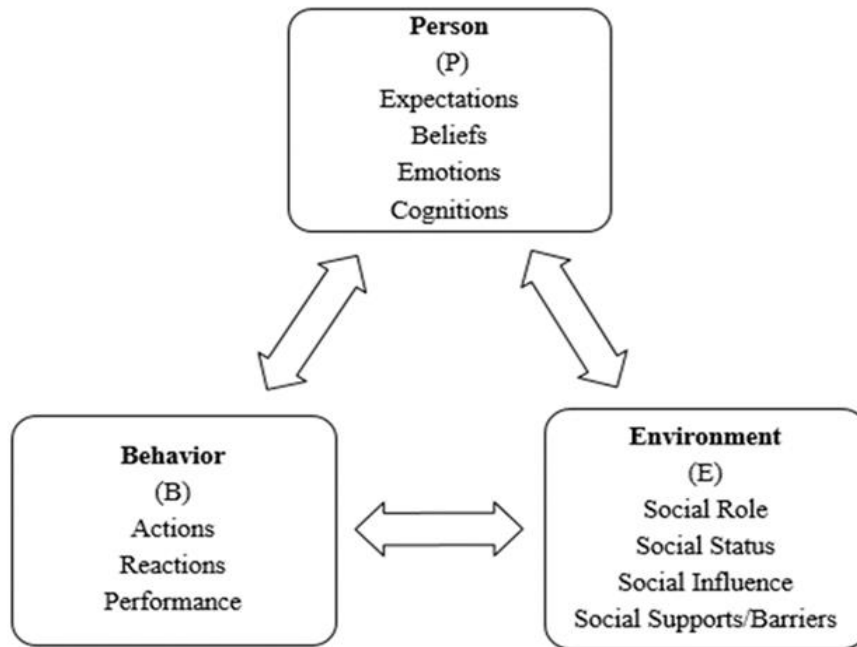 Person
(P)
Expectations
Beliefs
Emotions
Cognitions
Behavior
(B)
Actions
Reactions
Performance
Environment
(E)
Social Role
Social Status
Social Influence
Social Supports/Barriers